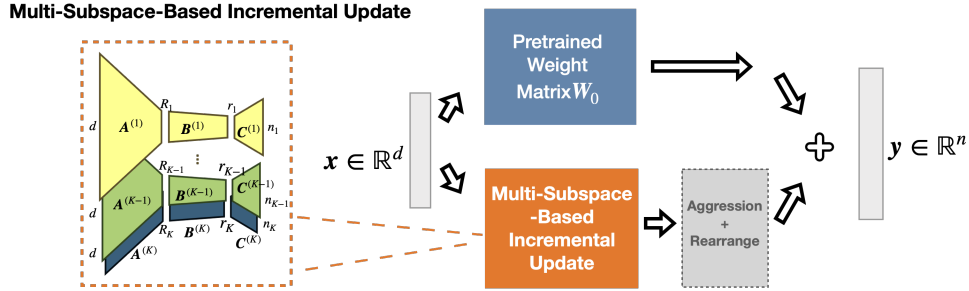 Multi-Subspace-Based Incremental Update
d
A^{(1)}
R_1
B^{(1)}
r_1
C^{(1)}
n_1
⋮
d
A^{(K-1)}
R_{K-1}
B^{(K-1)}
r_{K-1}
C^{(K-1)}
n_{K-1}
d
A^{(K)}
R_K
B^{(K)}
r_K
C^{(K)}
n_K
x ∈ ℝ^d
Pretrained
Weight
Matrix W_0
Multi-Subspace
-Based
Incremental
Update
Aggression
+
Rearrange
y ∈ ℝ^n